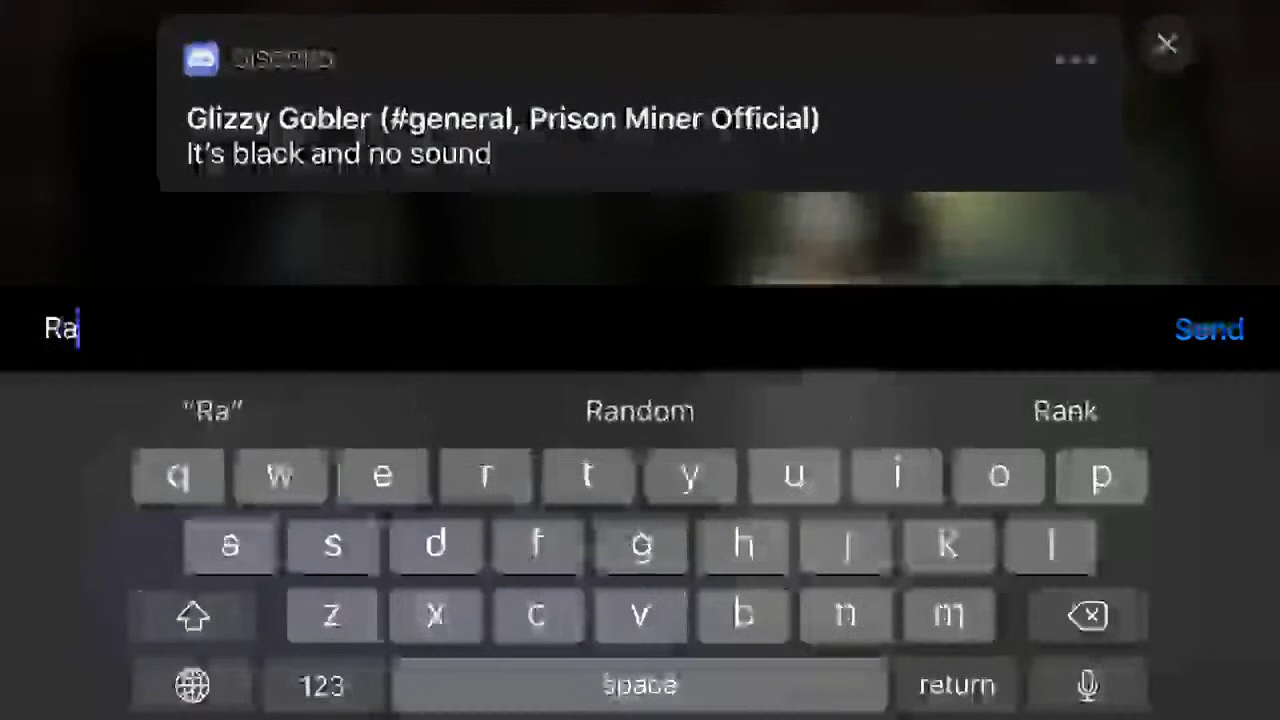 DISCORD
Glizzy Gobler (#general, Prison Miner Official)
It's black and no sound
Ra
Send
"Ra" Random Rank
q w e r t y u i o p
a s d f g h j k l
z x c v b n m
123 space return